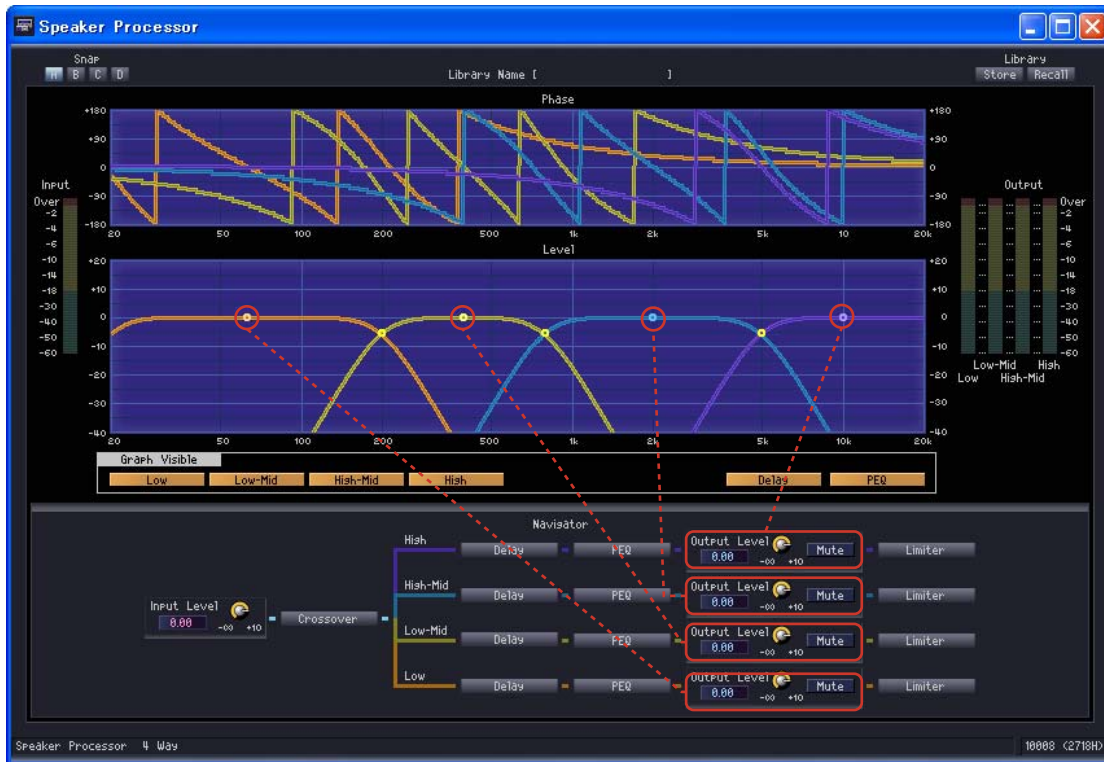 Speaker Processor
Snap
A B C D
Library Name [ ]
Library
Store Recall
Phase
+180 +180
+90 +90
0 0
-90 -90
-180 -180
20 50 100 200 500 1k 2k 5k 10 20k
Level
+20 +20
+10 +10
0 0
-10 -10
-20 -20
-30 -30
-40 -40
20 50 100 200 500 1k 2k 5k 10k 20k
Input
Over
-2
-4
-6
-10
-14
-18
-30
-40
-50
-60
Output
Over
-2
-4
-6
-10
-14
-18
-30
-40
-50
-60
Low-Mid High
Low High-Mid
Graph Visible
Low Low-Mid High-Mid High Delay PEQ
Navigator
High Delay PEQ Output Level 0.00 -∞ +10 Mute Limiter
High-Mid Delay PEQ Output Level 0.00 -∞ +10 Mute Limiter
Input Level 0.00 -∞ +10 Crossover
Low-Mid Delay PEQ Output Level 0.00 -∞ +10 Mute Limiter
Low Delay PEQ Output Level 0.00 -∞ +10 Mute Limiter
Speaker Processor 4 Way 10008 (2718H)